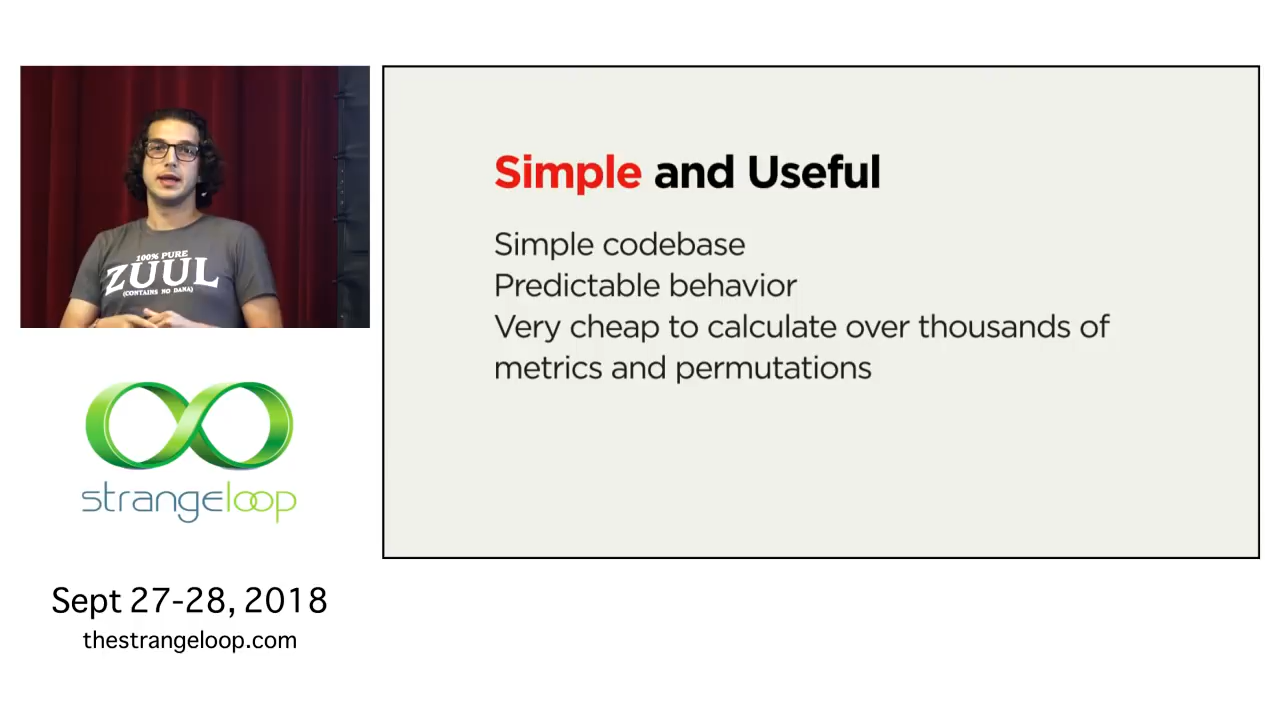 100% PURE
ZUUL
(CONTAINS NO DANA)
strangeloop
Sept 27-28, 2018
thestrangeloop.com
Simple and Useful
Simple codebase
Predictable behavior
Very cheap to calculate over thousands of
metrics and permutations